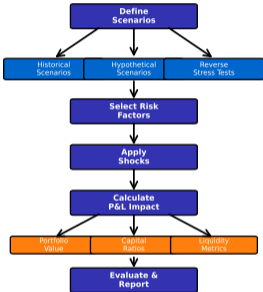 Define
Scenarios
Historical
Scenarios
Hypothetical
Scenarios
Reverse
Stress Tests
Select Risk
Factors
Apply
Shocks
Calculate
P&L Impact
Portfolio
Value
Capital
Ratios
Liquidity
Metrics
Evaluate &
Report